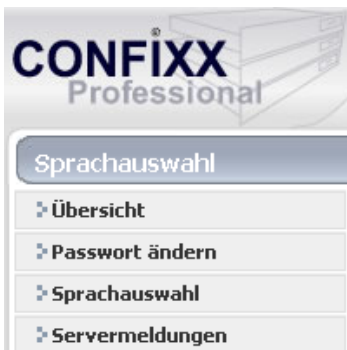 CONFIXX
Professional
Sprachauswahl
Übersicht
Passwort ändern
Sprachauswahl
Servermeldungen